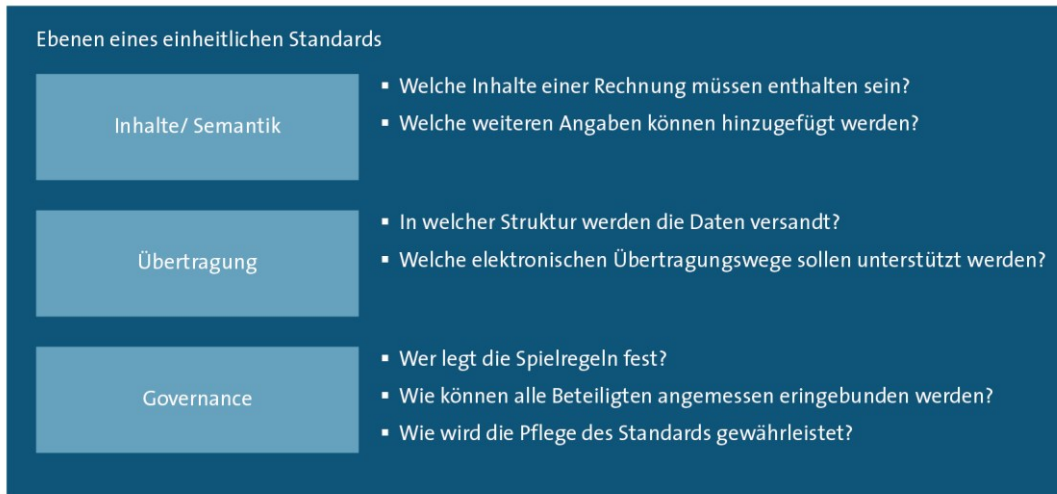 Ebenen eines einheitlichen Standards
Inhalte/ Semantik
▪ Welche Inhalte einer Rechnung müssen enthalten sein?
▪ Welche weiteren Angaben können hinzugefügt werden?
Übertragung
▪ In welcher Struktur werden die Daten versandt?
▪ Welche elektronischen Übertragungswege sollen unterstützt werden?
Governance
▪ Wer legt die Spielregeln fest?
▪ Wie können alle Beteiligten angemessen eringebunden werden?
▪ Wie wird die Pflege des Standards gewährleistet?